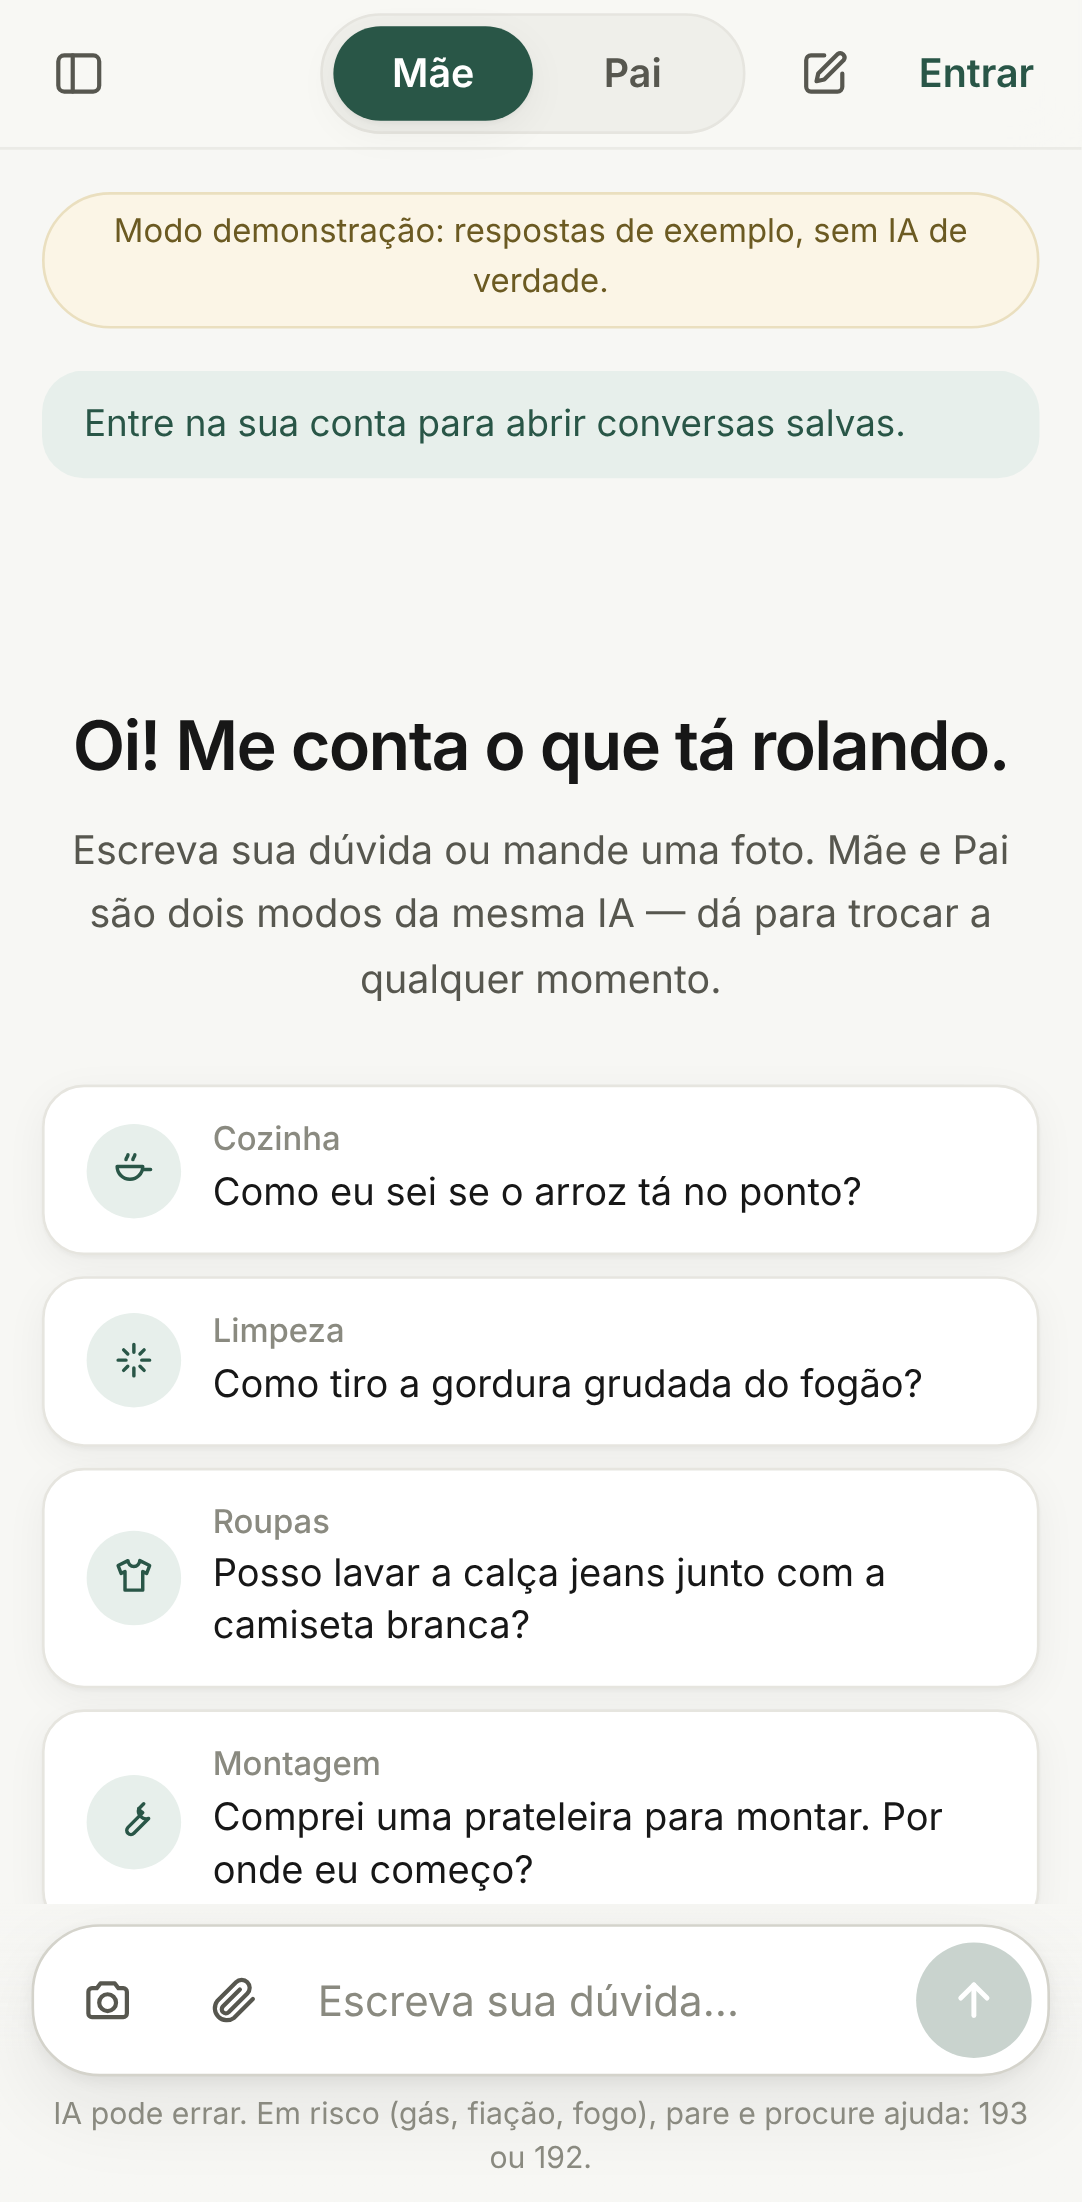 Mãe
Pai
Entrar
Modo demonstração: respostas de exemplo, sem IA de
verdade.
Entre na sua conta para abrir conversas salvas.
Oi! Me conta o que tá rolando.
Escreva sua dúvida ou mande uma foto. Mãe e Pai
são dois modos da mesma IA — dá para trocar a
qualquer momento.
Cozinha
Como eu sei se o arroz tá no ponto?
Limpeza
Como tiro a gordura grudada do fogão?
Roupas
Posso lavar a calça jeans junto com a
camiseta branca?
Montagem
Comprei uma prateleira para montar. Por
onde eu começo?
Escreva sua dúvida...
IA pode errar. Em risco (gás, fiação, fogo), pare e procure ajuda: 193
ou 192.